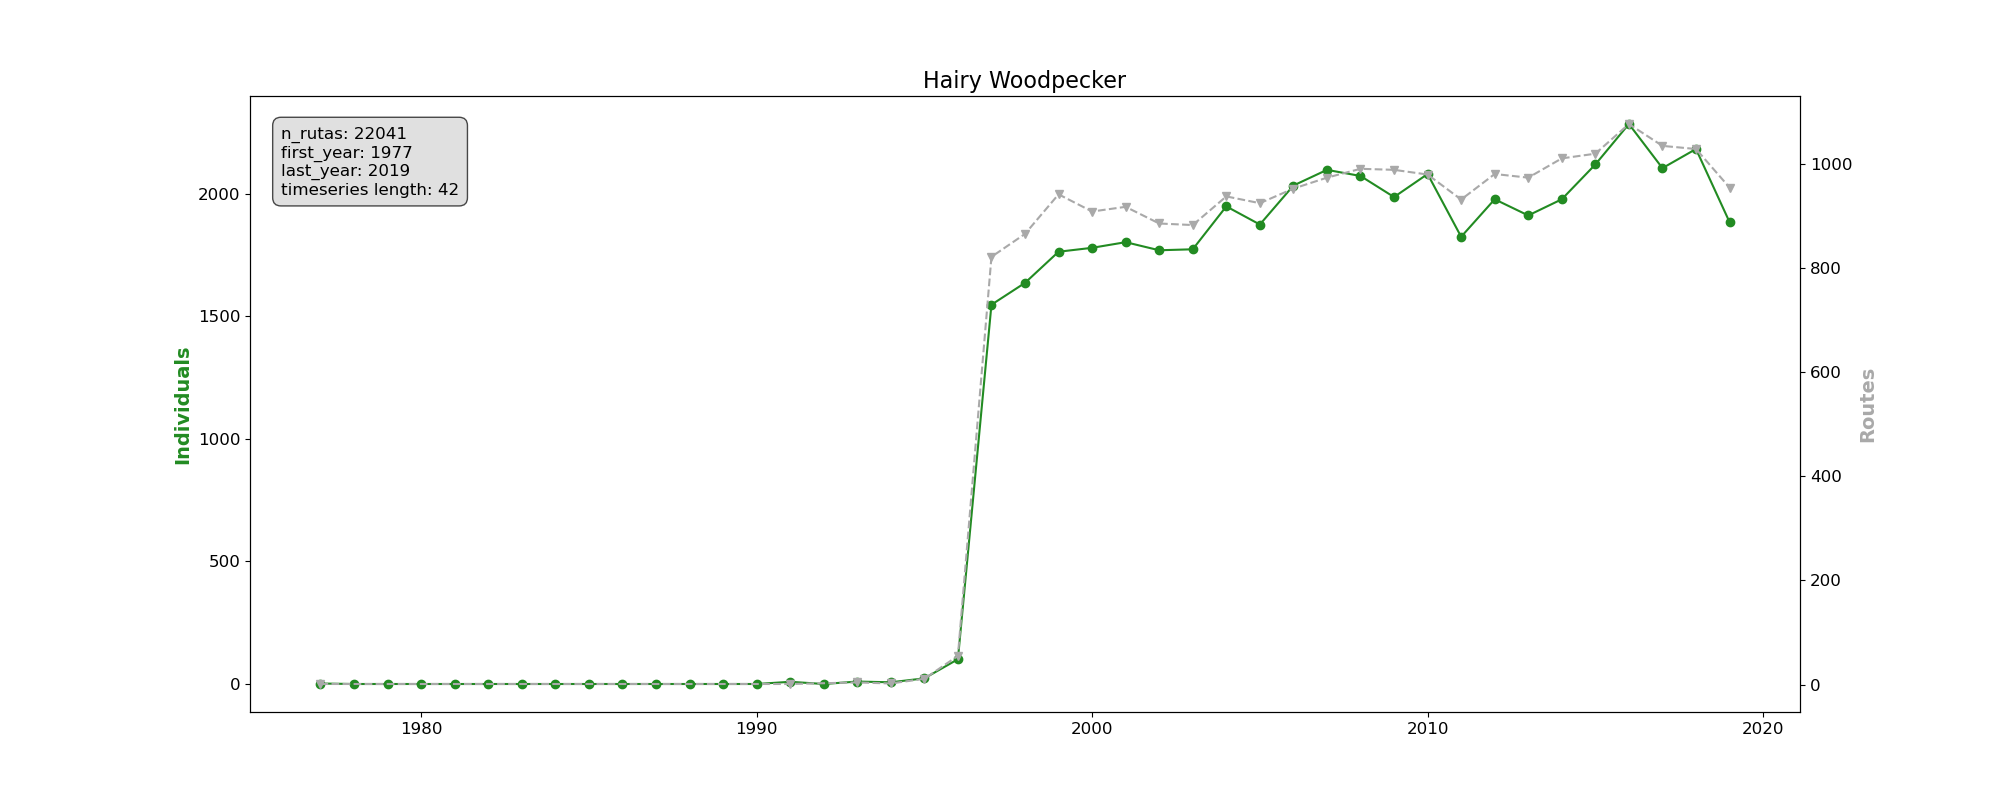 Hairy Woodpecker
n_rutas: 22041
first_year: 1977
last_year: 2019
timeseries length: 42
Individuals
2000
1500
1000
500
0
1000
800
600
400
200
0
Routes
1980 1990 2000 2010 2020